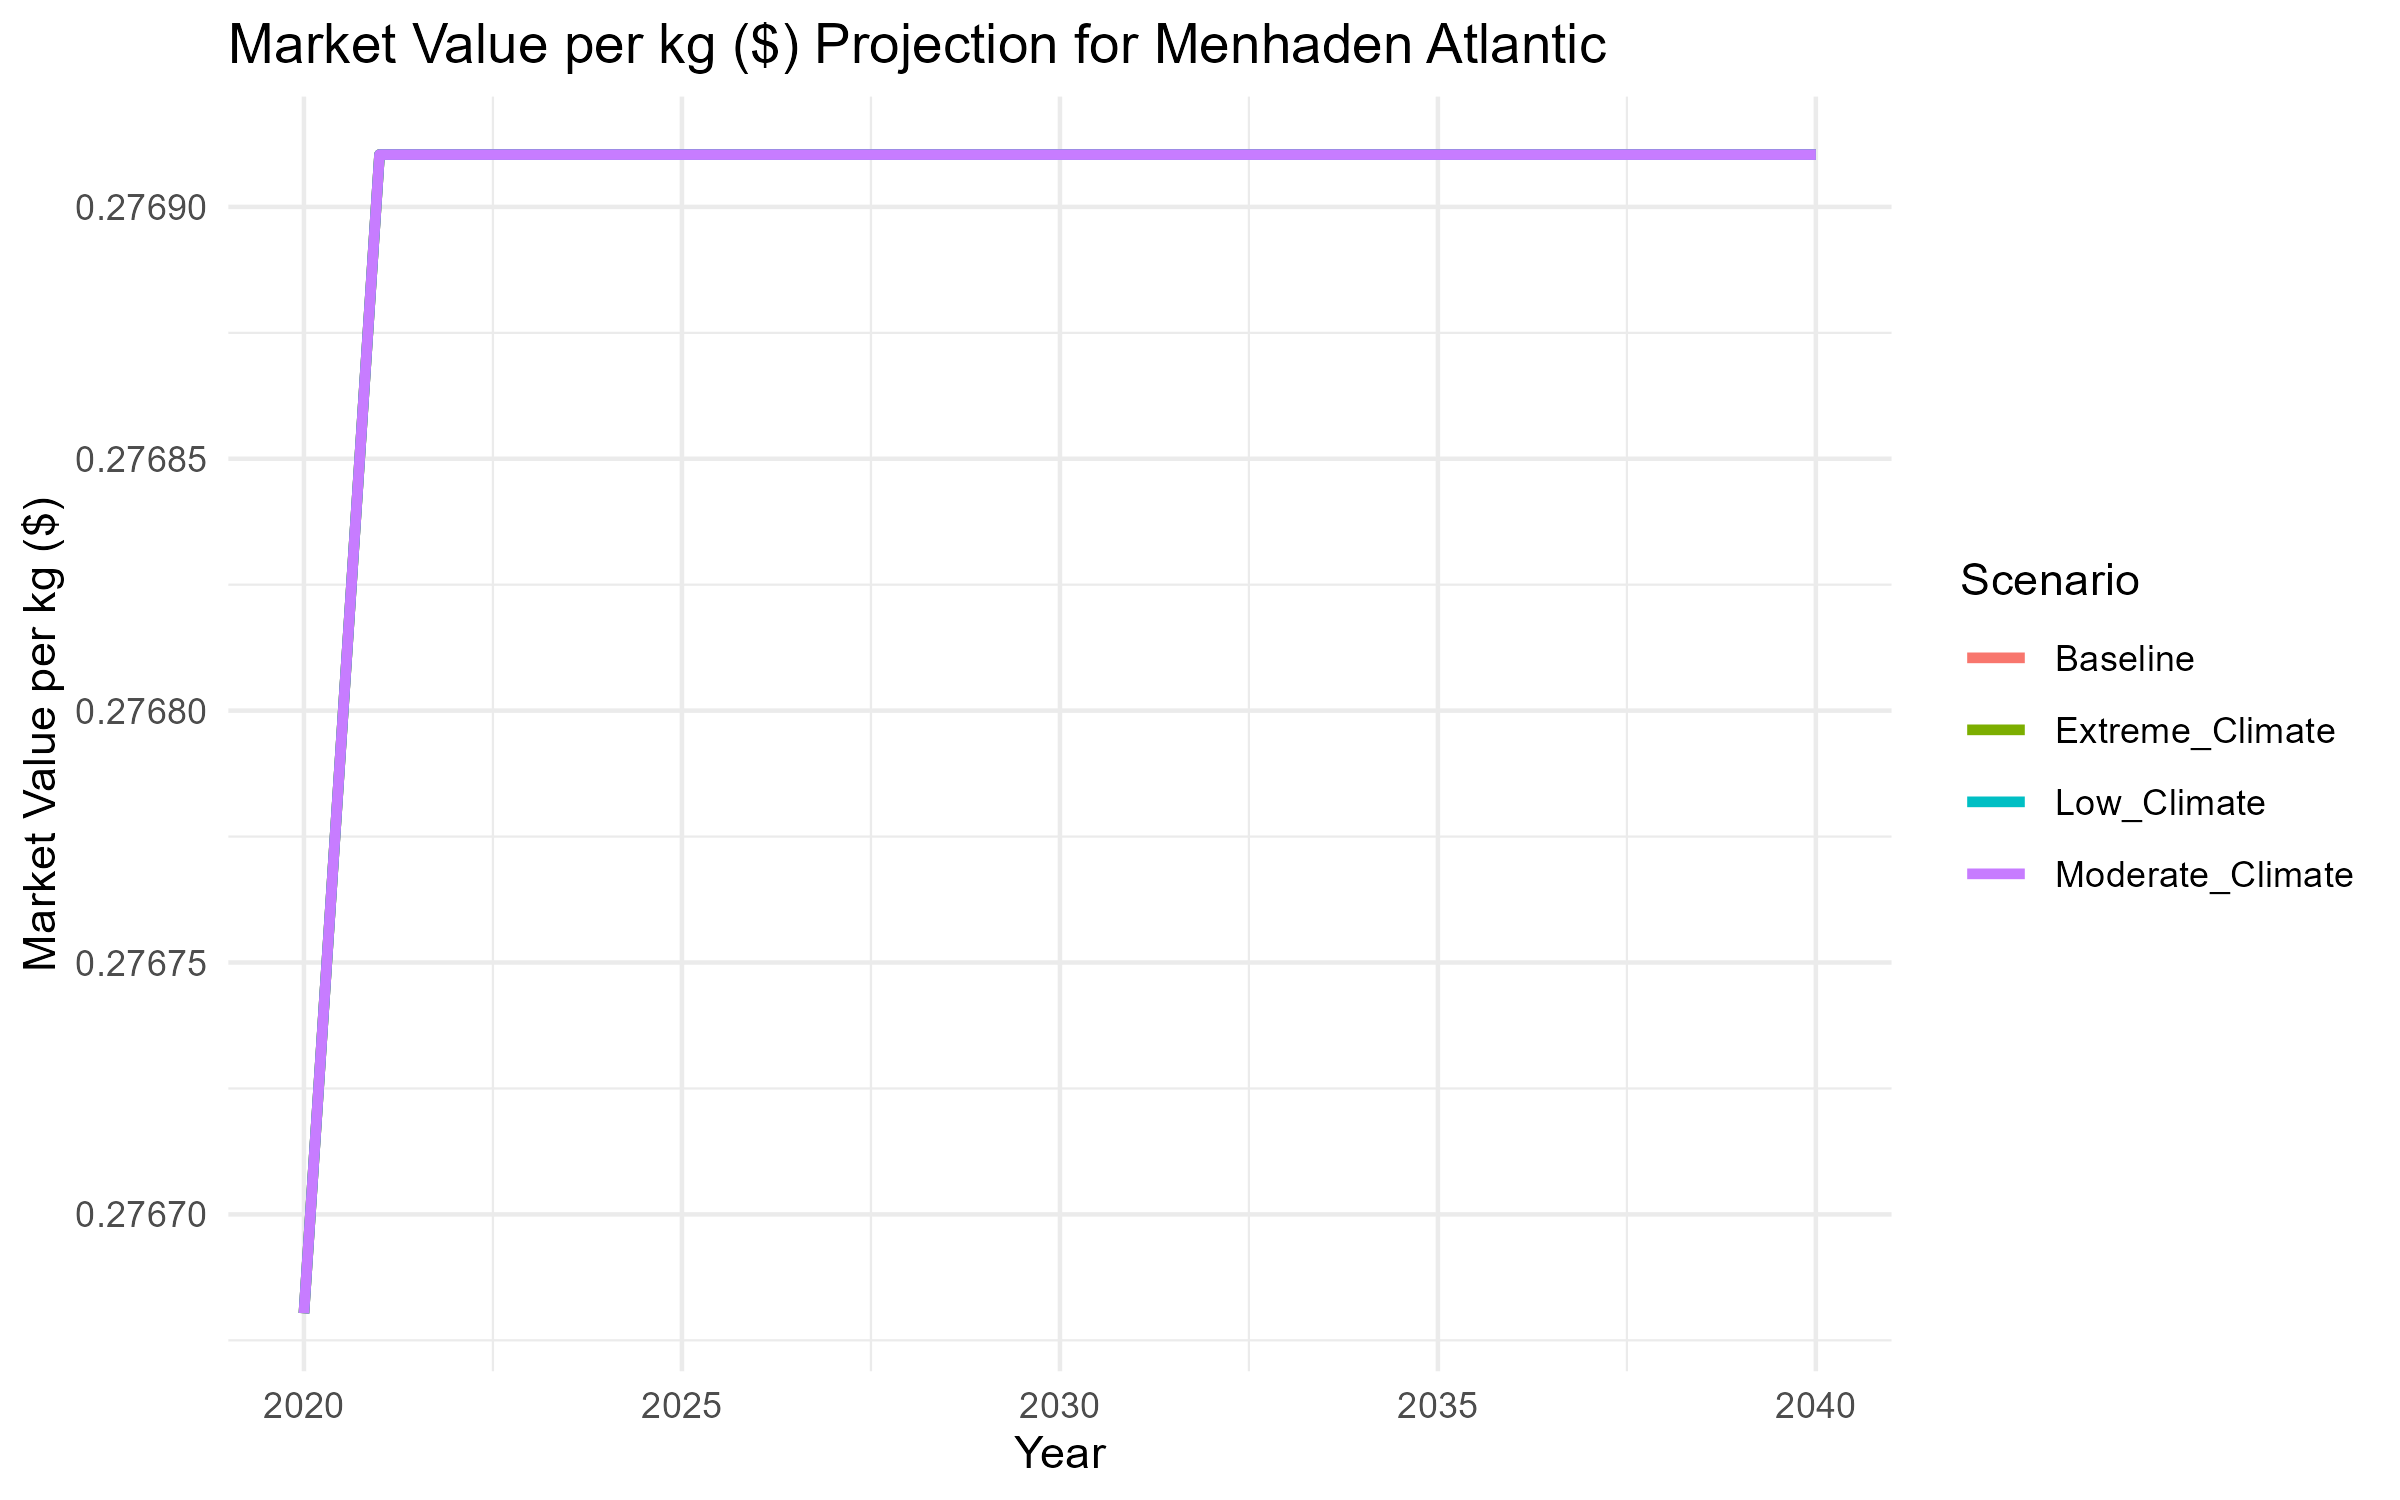 Market Value per kg ($) Projection for Menhaden Atlantic
Market Value per kg ($)
0.27690
0.27685
0.27680
0.27675
0.27670
2020 2025 2030 2035 2040
Year
Scenario
Baseline
Extreme_Climate
Low_Climate
Moderate_Climate